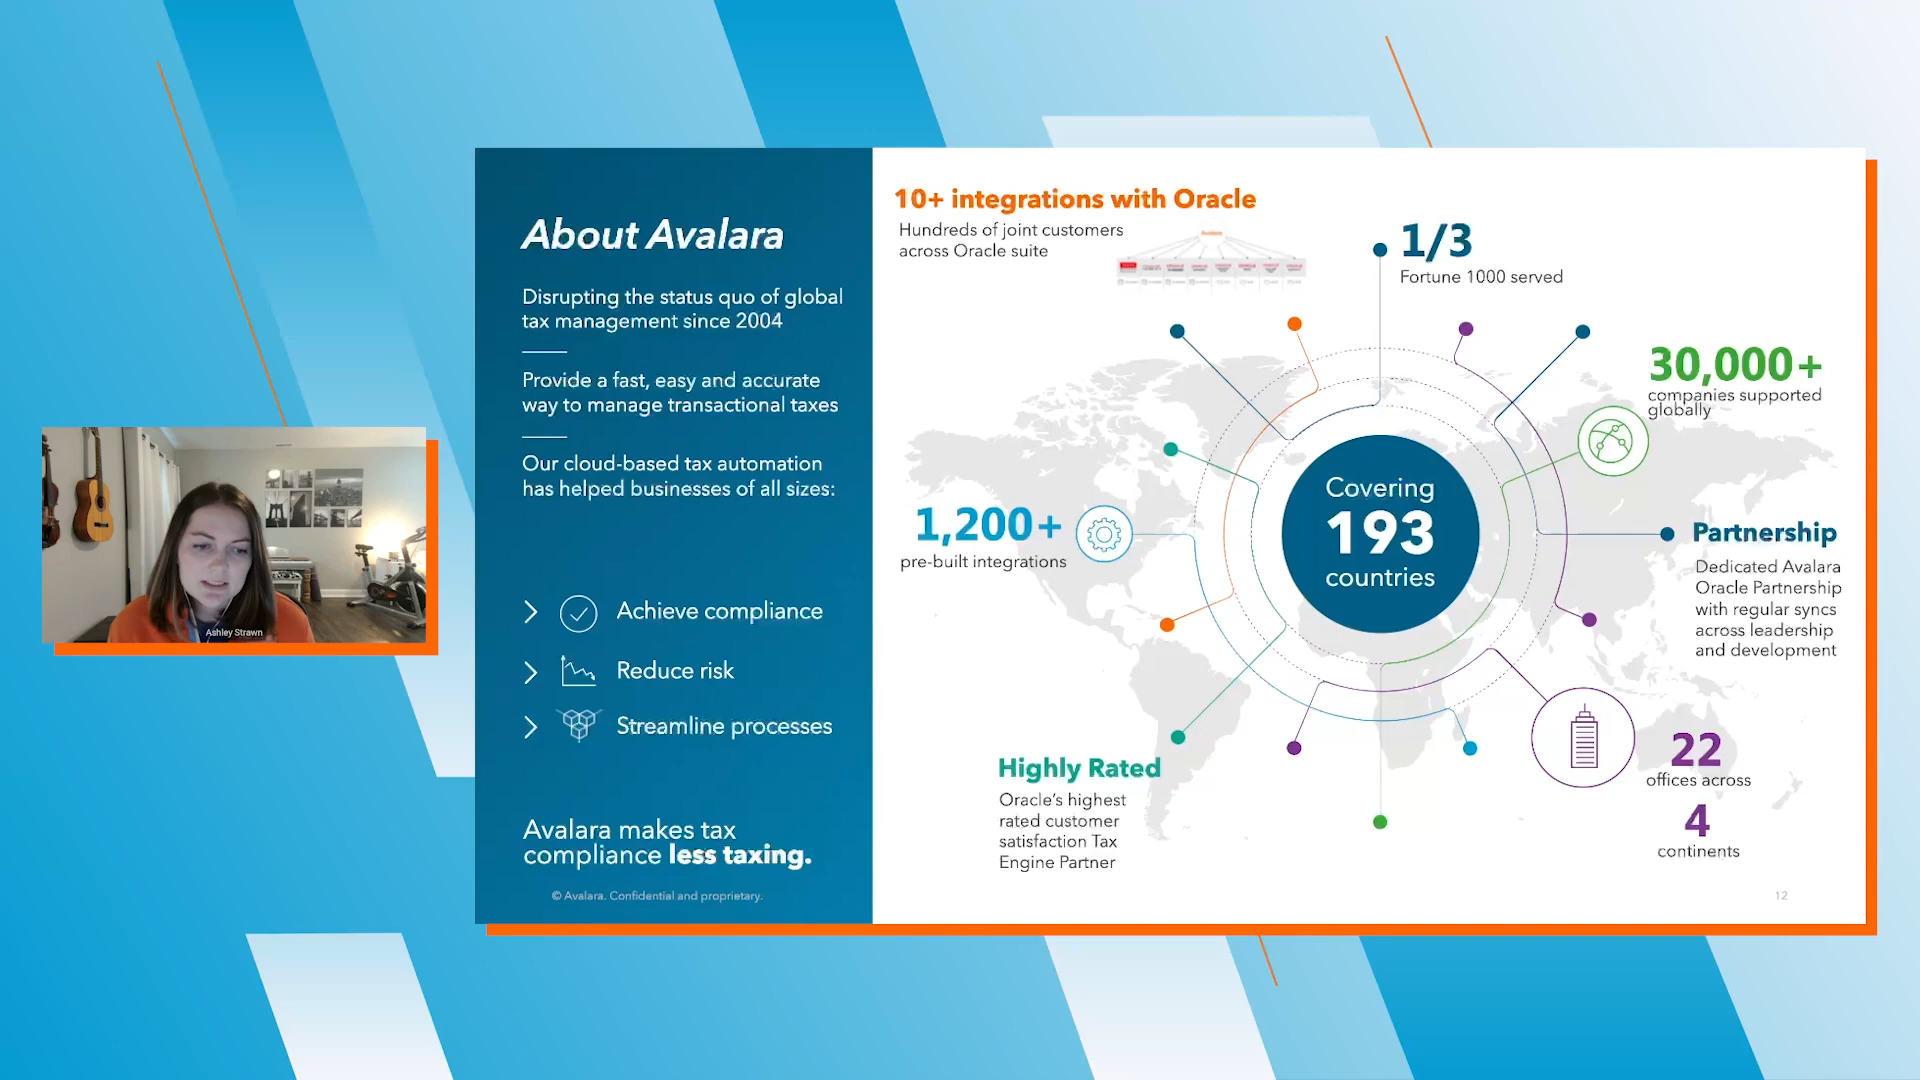 About Avalara
Disrupting the status quo of global
tax management since 2004
Provide a fast, easy and accurate
way to manage transactional taxes
Our cloud-based tax automation
has helped businesses of all sizes:
Achieve compliance
Reduce risk
Streamline processes
Avalara makes tax
compliance less taxing.
© Avalara. Confidential and proprietary.
10+ integrations with Oracle
Hundreds of joint customers
across Oracle suite
Avalara
1/3
Fortune 1000 served
30,000+
companies supported
globally
1,200+
pre-built integrations
Covering
193
countries
Partnership
Dedicated Avalara
Oracle Partnership
with regular syncs
across leadership
and development
Highly Rated
Oracle's highest
rated customer
satisfaction Tax
Engine Partner
22
offices across
4
continents
12
Ashley Strawn